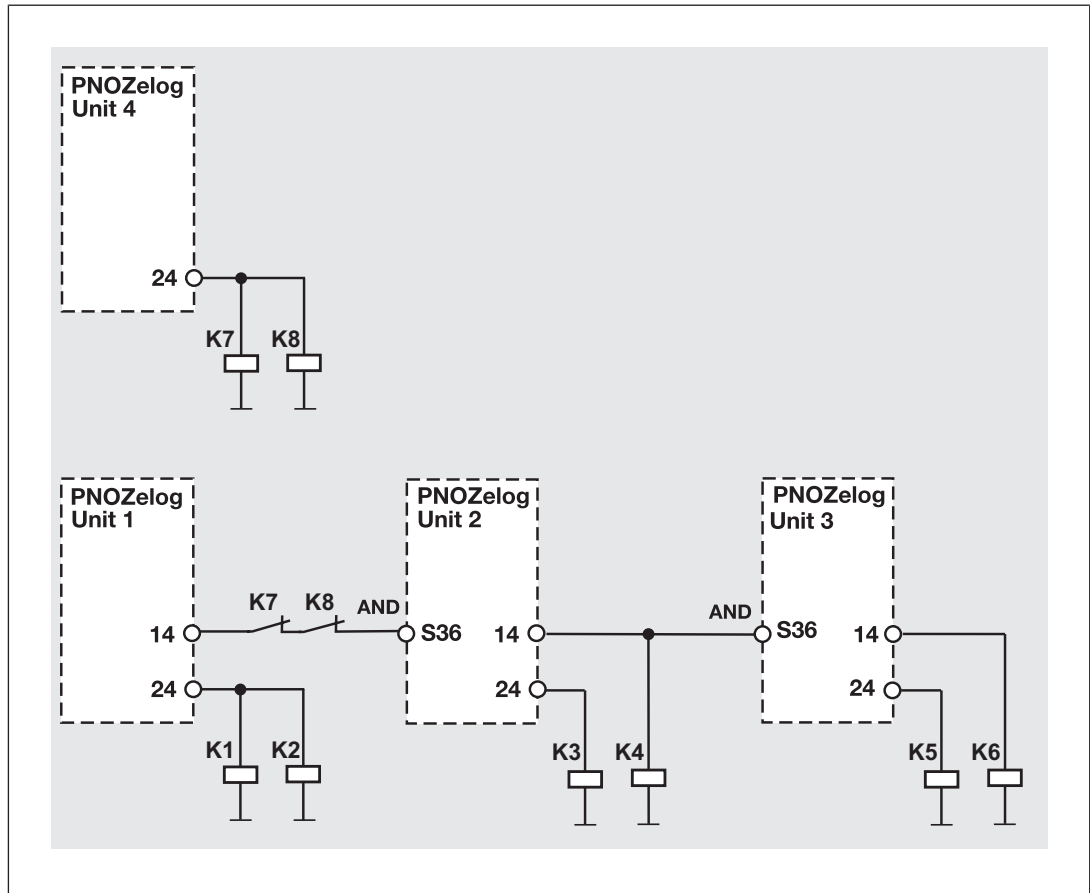 PNOZelog
Unit 4
24
K7 K8
PNOZelog
Unit 1
PNOZelog
Unit 2
PNOZelog
Unit 3
K7 K8 AND
AND
14 S36 14 S36 14
24 24 24
K1 K2 K3 K4 K5 K6